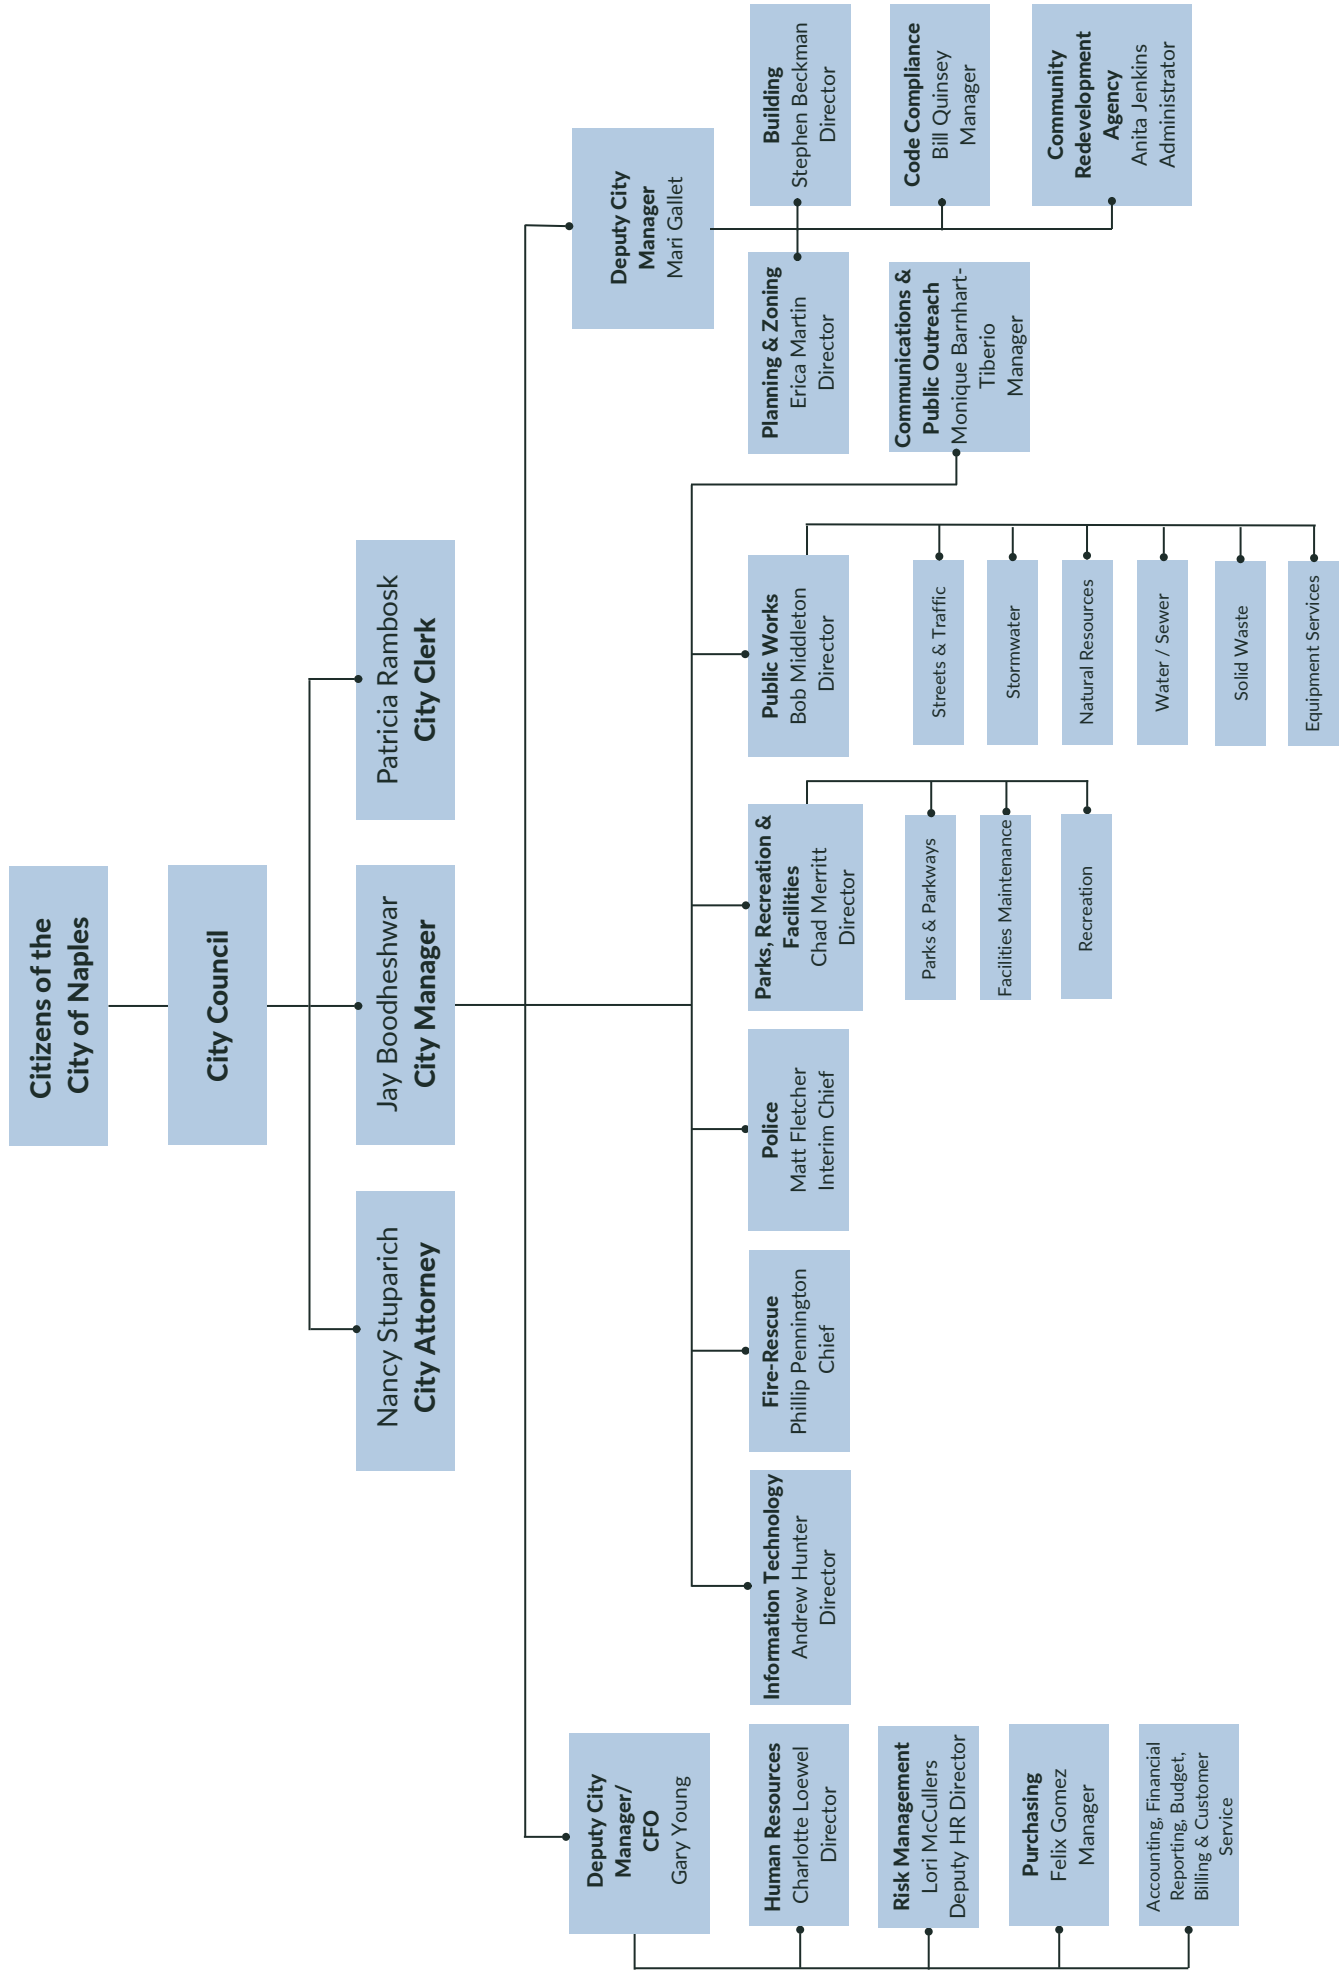 Citizens of the
City of Naples
City Council
Nancy Stuparich
City Attorney
Jay Boodheshwar
City Manager
Patricia Rambosk
City Clerk
Deputy City
Manager/
CFO
Gary Young
Deputy City
Manager
Mari Gallet
Human Resources
Charlotte Loewel
Director
Risk Management
Lori McCullers
Deputy HR Director
Purchasing
Felix Gomez
Manager
Accounting, Financial
Reporting, Budget,
Billing & Customer
Service
Information Technology
Andrew Hunter
Director
Fire-Rescue
Phillip Pennington
Chief
Police
Matt Fletcher
Interim Chief
Parks, Recreation &
Facilities
Chad Merritt
Director
Parks & Parkways
Facilities Maintenance
Recreation
Public Works
Bob Middleton
Director
Streets & Traffic
Stormwater
Natural Resources
Water / Sewer
Solid Waste
Equipment Services
Communications &
Public Outreach
Monique Barnhart-
Tiberio
Manager
Planning & Zoning
Erica Martin
Director
Building
Stephen Beckman
Director
Code Compliance
Bill Quinsey
Manager
Community
Redevelopment
Agency
Anita Jenkins
Administrator